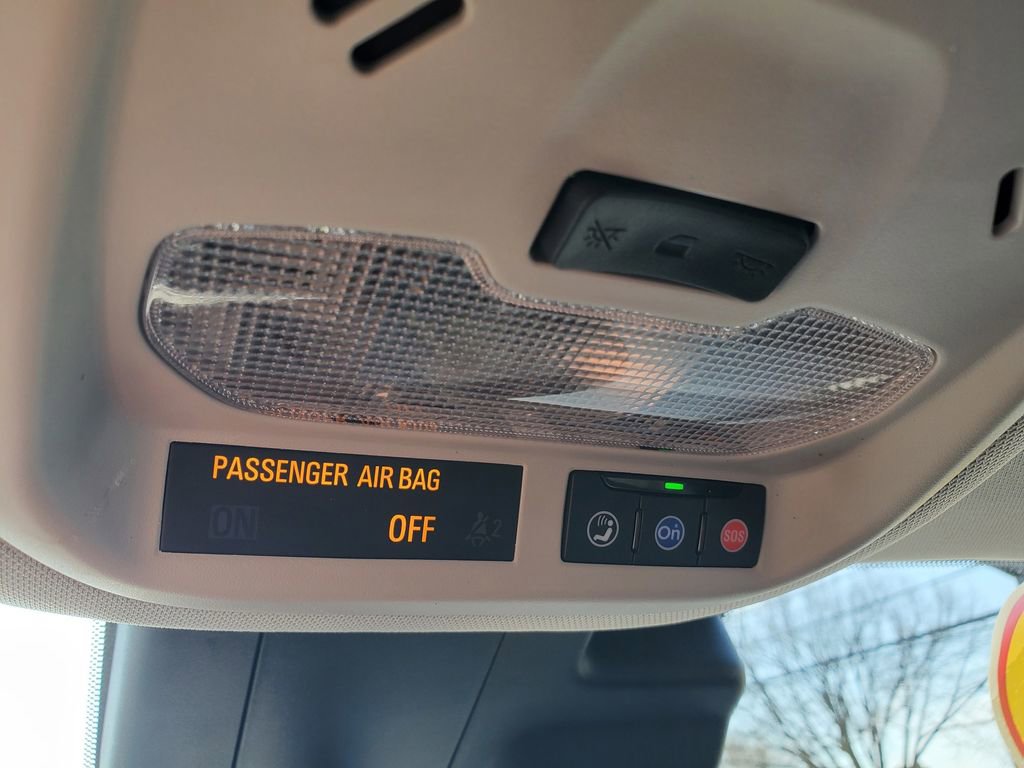 PASSENGER AIR BAG
ON OFF 2
On SOS